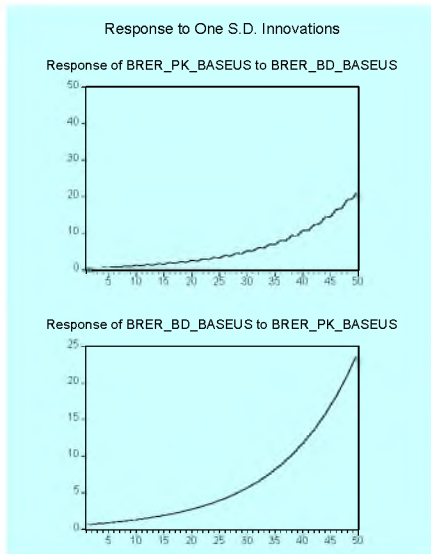 Response to One S.D. Innovations
Response of BRER_PK_BASEUS to BRER_BD_BASEUS
50
40
30
20
10
0
5 10 15 20 25 30 35 40 45 50
Response of BRER_BD_BASEUS to BRER_PK_BASEUS
25
20
15
10
5
0
5 10 15 20 25 30 35 40 45 50